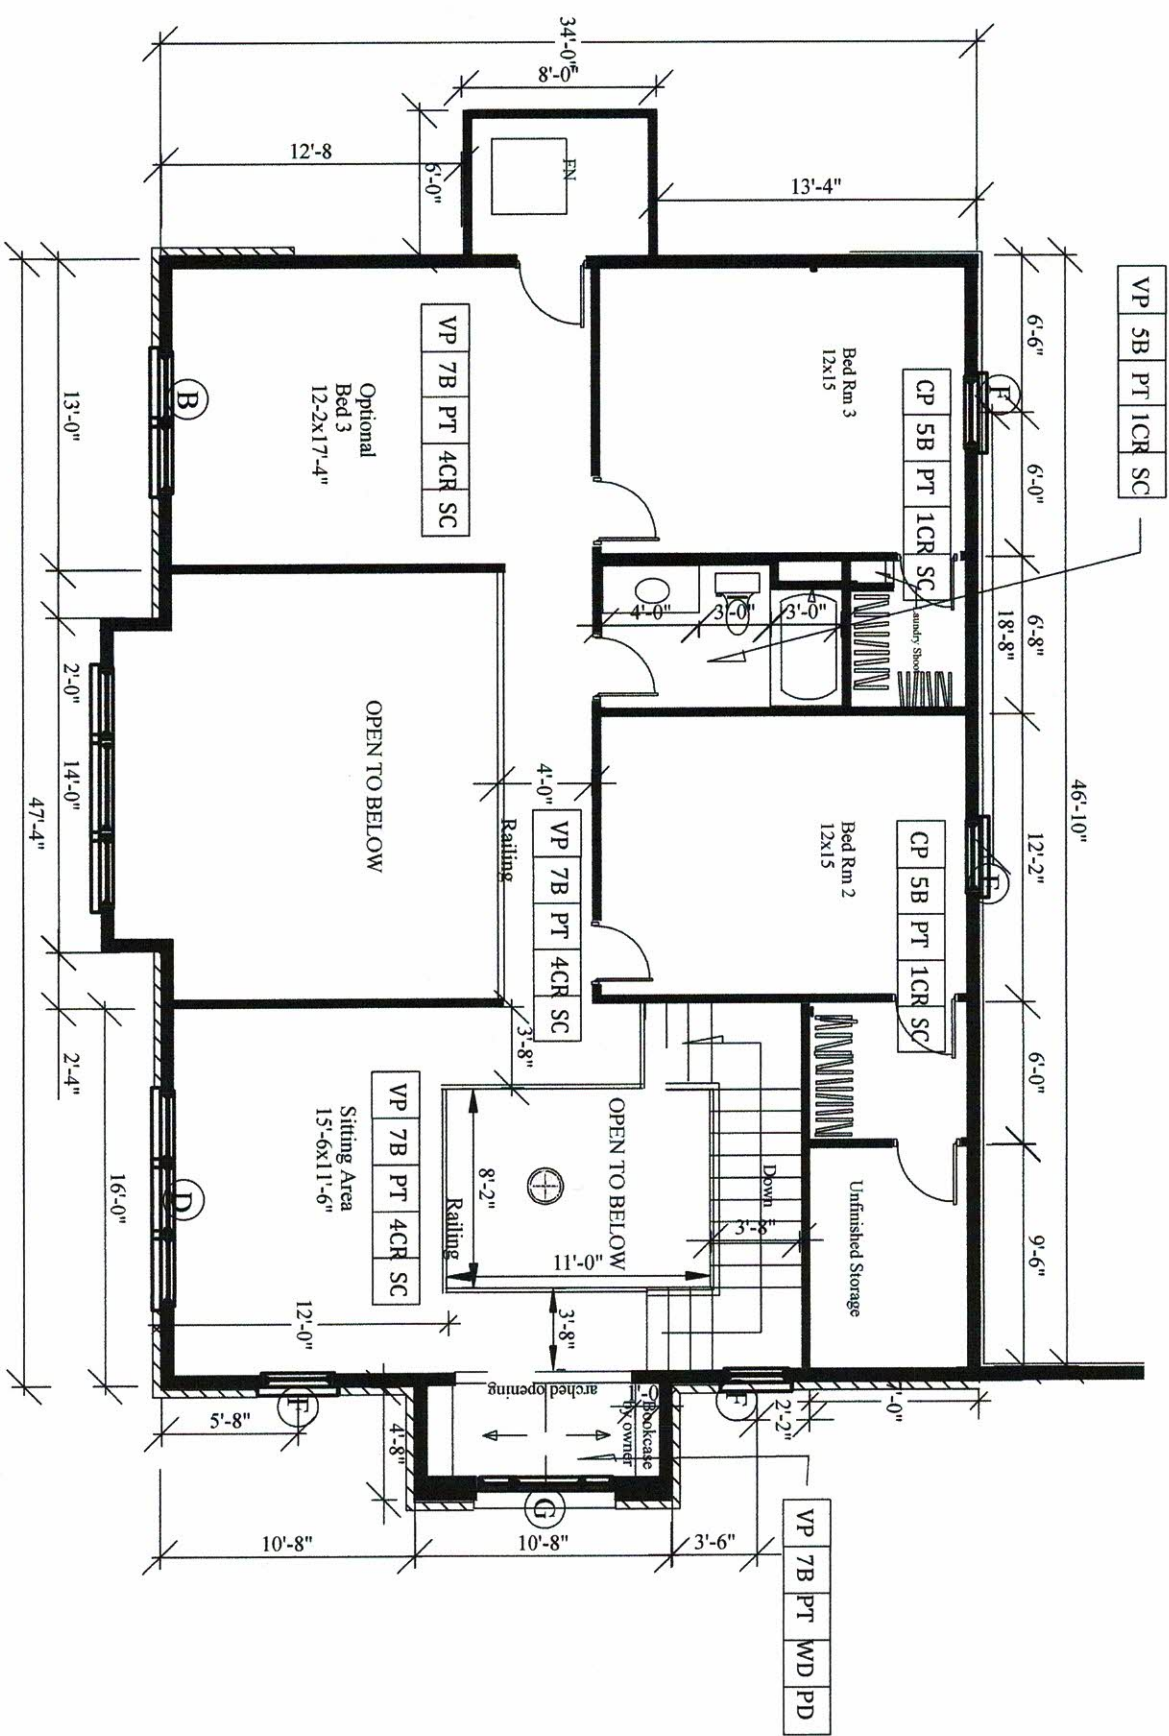 34'-0"
8'-0"
12'-8
6'-0"
13'-4"
FN
46'-10"
6'-6"
6'-0"
6'-8"
18'-8"
12'-2"
6'-0"
9'-6"
VP 5B PT 1CR SC
F
Bed Rm 3
12x15
CP 5B PT 1CR SC
Laundry Shoot
4'-0"
3'-0"
3'-0"
F
Bed Rm 2
12x15
CP 5B PT 1CR SC
Unfinished Storage
VP 7B PT 4CR SC
Optional
Bed 3
12-2x17'-4"
B
4'-0"
Railing
VP 7B PT 4CR SC
OPEN TO BELOW
3'-8"
OPEN TO BELOW
8'-2"
11'-0"
Down
3'-8"
Railing
VP 7B PT 4CR SC
Sitting Area
15'-6x11'-6"
D
12'-0"
3'-8"
arched opening
Bookcase
by owner
F
2'-2"
F
5'-8"
4'-8"
G
10'-8"
10'-8"
3'-6"
VP 7B PT WD PD
13'-0"
2'-0"
14'-0"
2'-4"
16'-0"
47'-4"